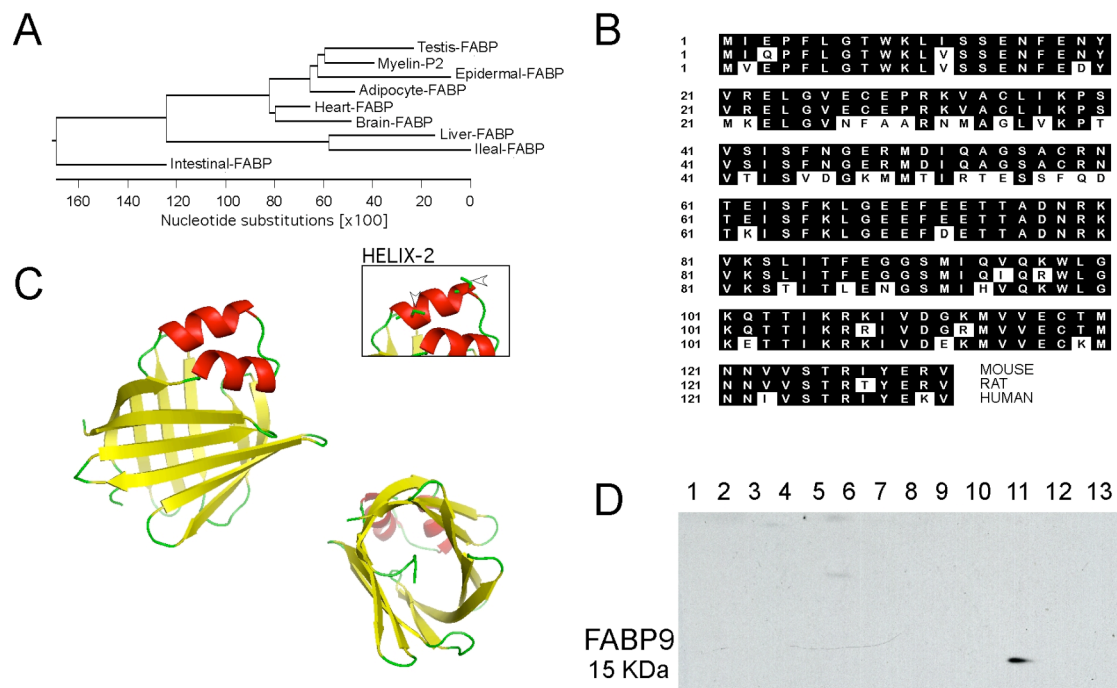 A
Testis-FABP
Myelin-P2
Epidermal-FABP
Adipocyte-FABP
Heart-FABP
Brain-FABP
Liver-FABP
Ileal-FABP
Intestinal-FABP
160 140 120 100 80 60 40 20 0
Nucleotide substitutions [x100]
B
1 M I E P F L G T W K L I S S E N F E N Y
1 M I Q P F L G T W K L V S S E N F E N Y
1 M V E P F L G T W K L V S S E N F E D Y
21 V R E L G V E C E P R K V A C L I K P S
21 V R E L G V E C E P R K V A C L I K P S
21 M K E L G V N F A A R N M A G L V K P T
41 V S I S F N G E R M D I Q A G S A C R N
41 V S I S F N G E R M D I Q A G S A C R N
41 V T I S V D G K M M T I R T E S S F Q D
61 T E I S F K L G E E F E E T T A D N R K
61 T E I S F K L G E E F E E T T A D N R K
61 T K I S F K L G E E F D E T T A D N R K
81 V K S L I T F E G G S M I Q V Q K W L G
81 V K S L I T F E G G S M I Q I Q R W L G
81 V K S T I T L E N G S M I H V Q K W L G
101 K Q T T I K R K I V D G K M V V E C T M
101 K Q T T I K R R I V D G R M V V E C T M
101 K E T T I K R K I V D E K M V V E C K M
121 N N V V S T R I Y E R V MOUSE
121 N N V V S T R T Y E R V RAT
121 N N I V S T R I Y E K V HUMAN
C
HELIX-2
D
1 2 3 4 5 6 7 8 9 10 11 12 13
FABP9
15 KDa